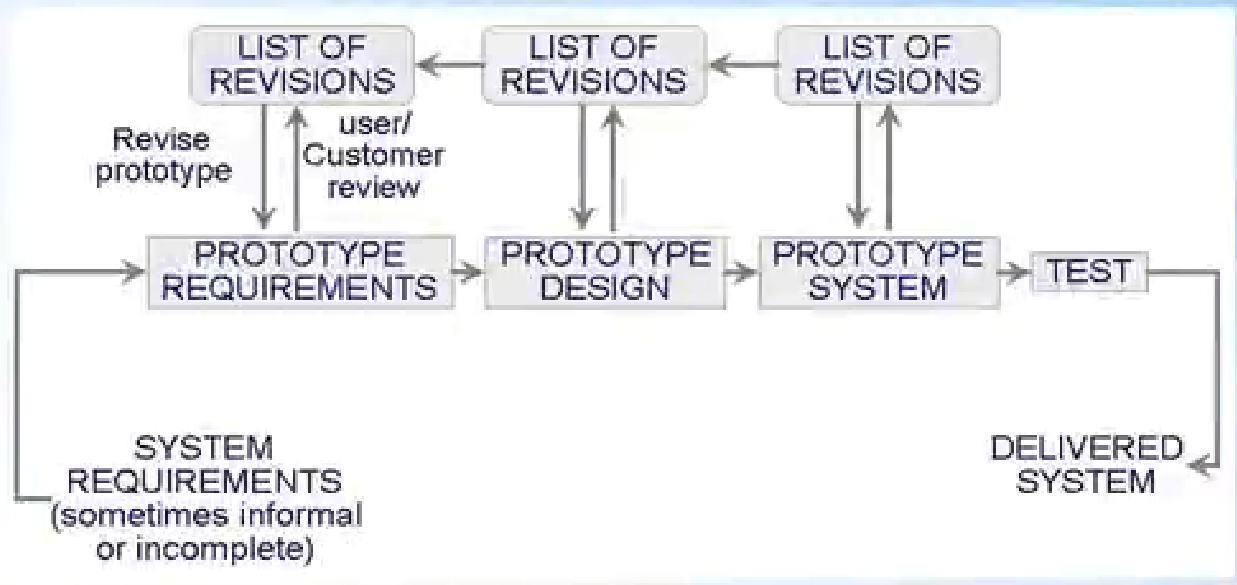 LIST OF
REVISIONS
LIST OF
REVISIONS
LIST OF
REVISIONS
Revise
prototype
user/
Customer
review
PROTOTYPE
REQUIREMENTS
PROTOTYPE
DESIGN
PROTOTYPE
SYSTEM
TEST
SYSTEM
REQUIREMENTS
(sometimes informal
or incomplete)
DELIVERED
SYSTEM